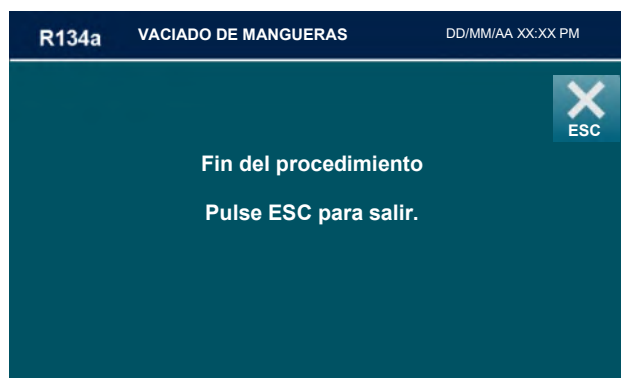 R134a VACIADO DE MANGUERAS DD/MM/AA XX:XX PM
ESC
Fin del procedimiento
Pulse ESC para salir.